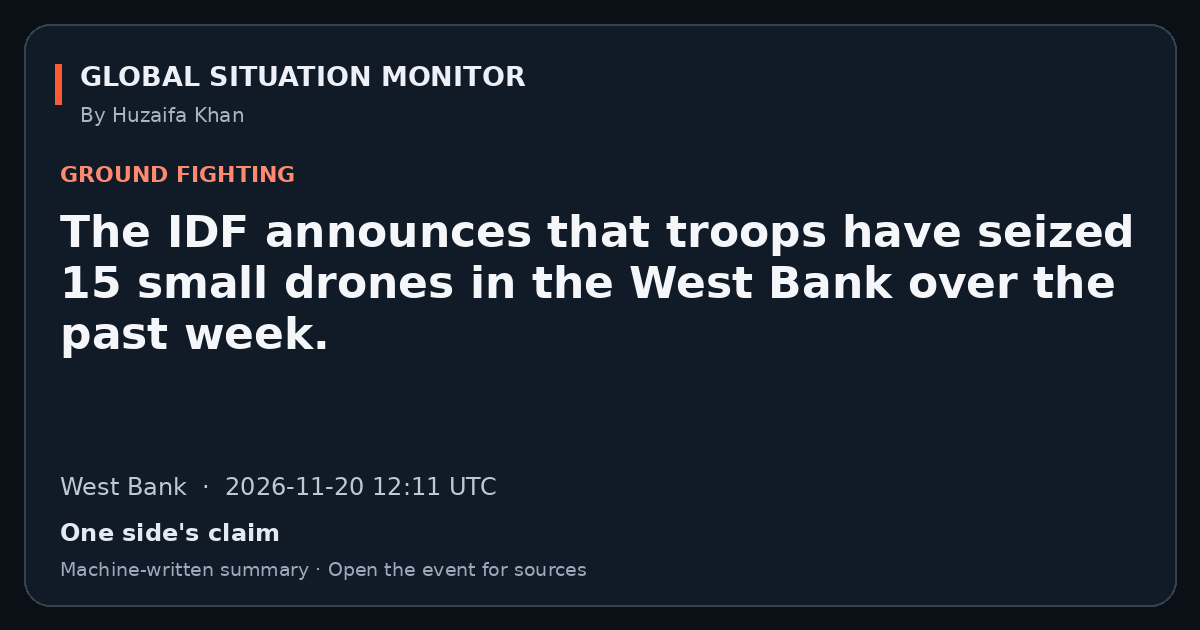 GLOBAL SITUATION MONITOR
By Huzaifa Khan
GROUND FIGHTING
The IDF announces that troops have seized
15 small drones in the West Bank over the
past week.
West Bank · 2026-11-20 12:11 UTC
One side's claim
Machine-written summary · Open the event for sources